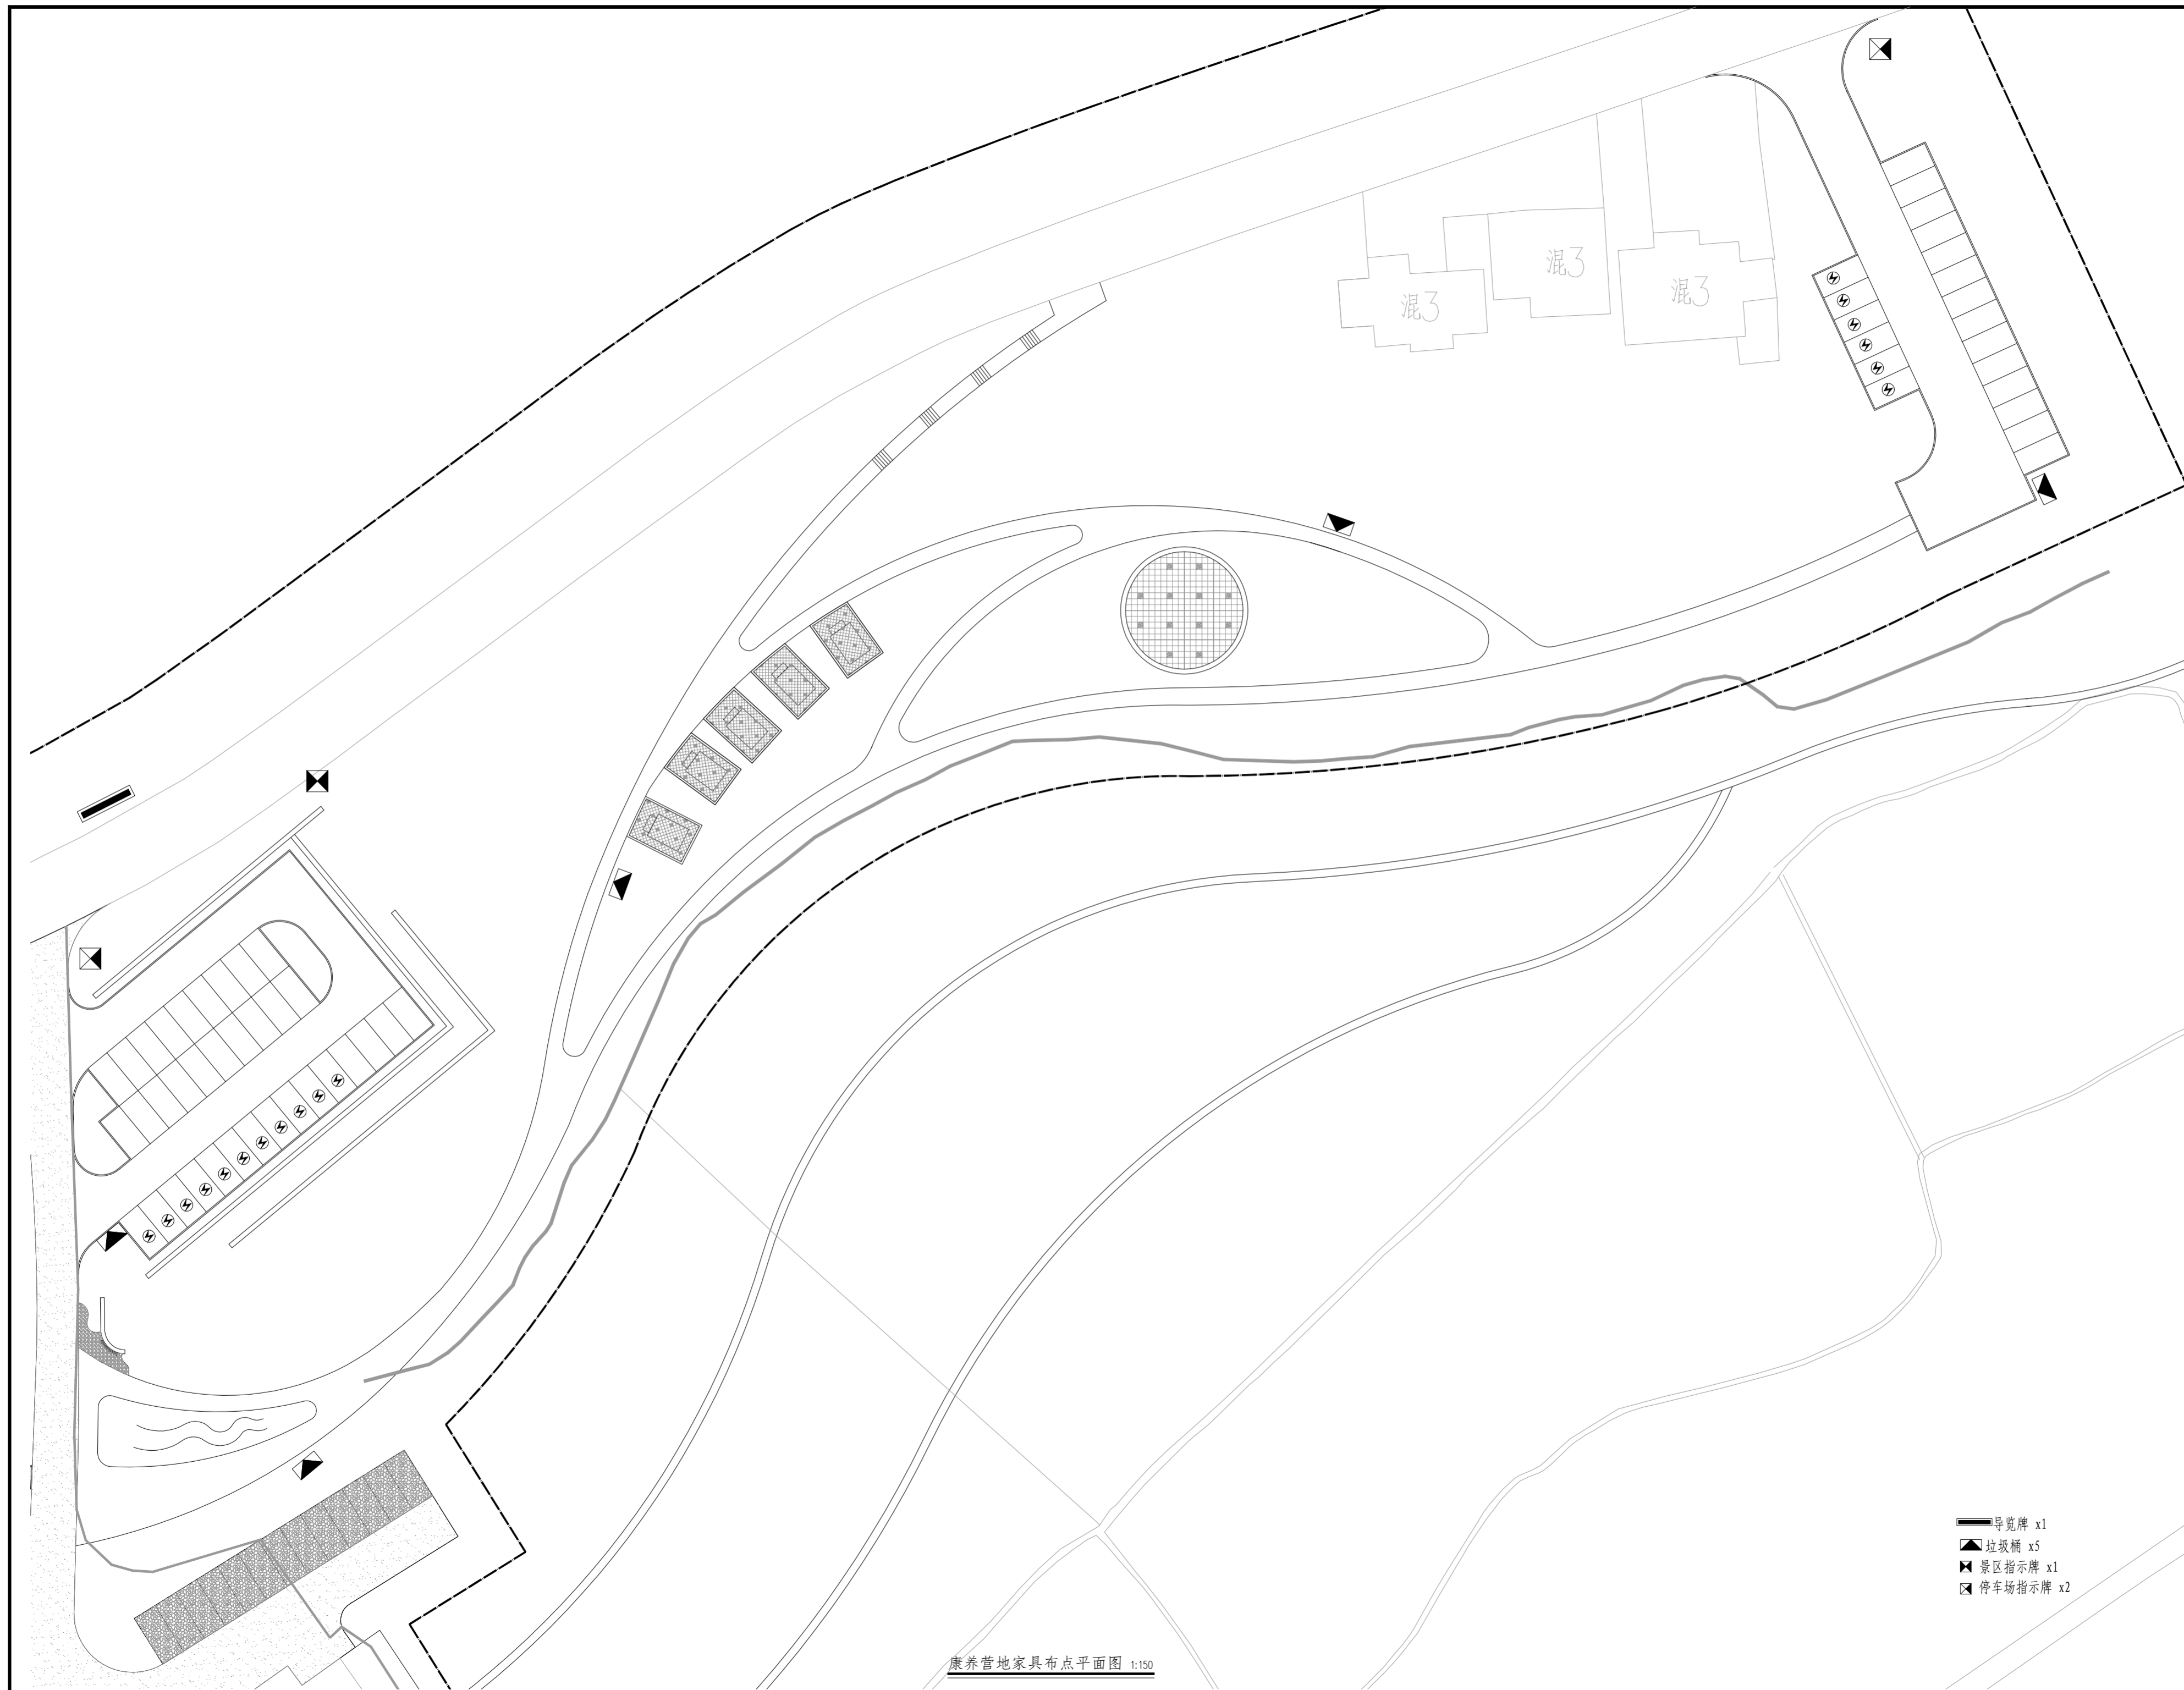 混3
混3
混3
导览牌 x1
垃圾桶 x5
景区指示牌 x1
停车场指示牌 x2
康养营地家具布点平面图 1:150